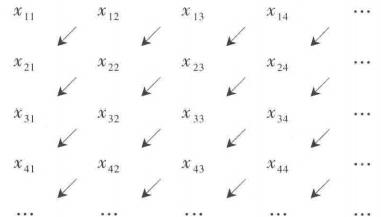 x₁₁ x₁₂ x₁₃ x₁₄ ⋯
x₂₁ x₂₂ x₂₃ x₂₄ ⋯
x₃₁ x₃₂ x₃₃ x₃₄ ⋯
x₄₁ x₄₂ x₄₃ x₄₄ ⋯
⋯ ⋯ ⋯ ⋯ ⋯